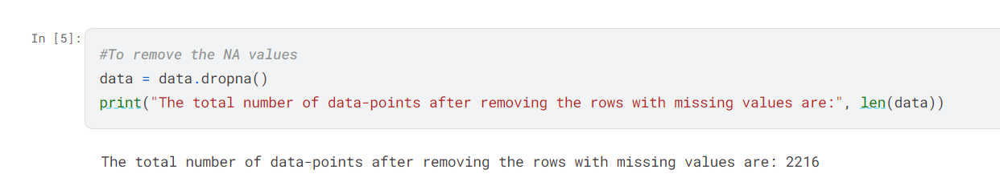 In [5]:
#To remove the NA values
data = data.dropna()
print("The total number of data-points after removing the rows with missing values are:", len(data))
The total number of data-points after removing the rows with missing values are: 2216